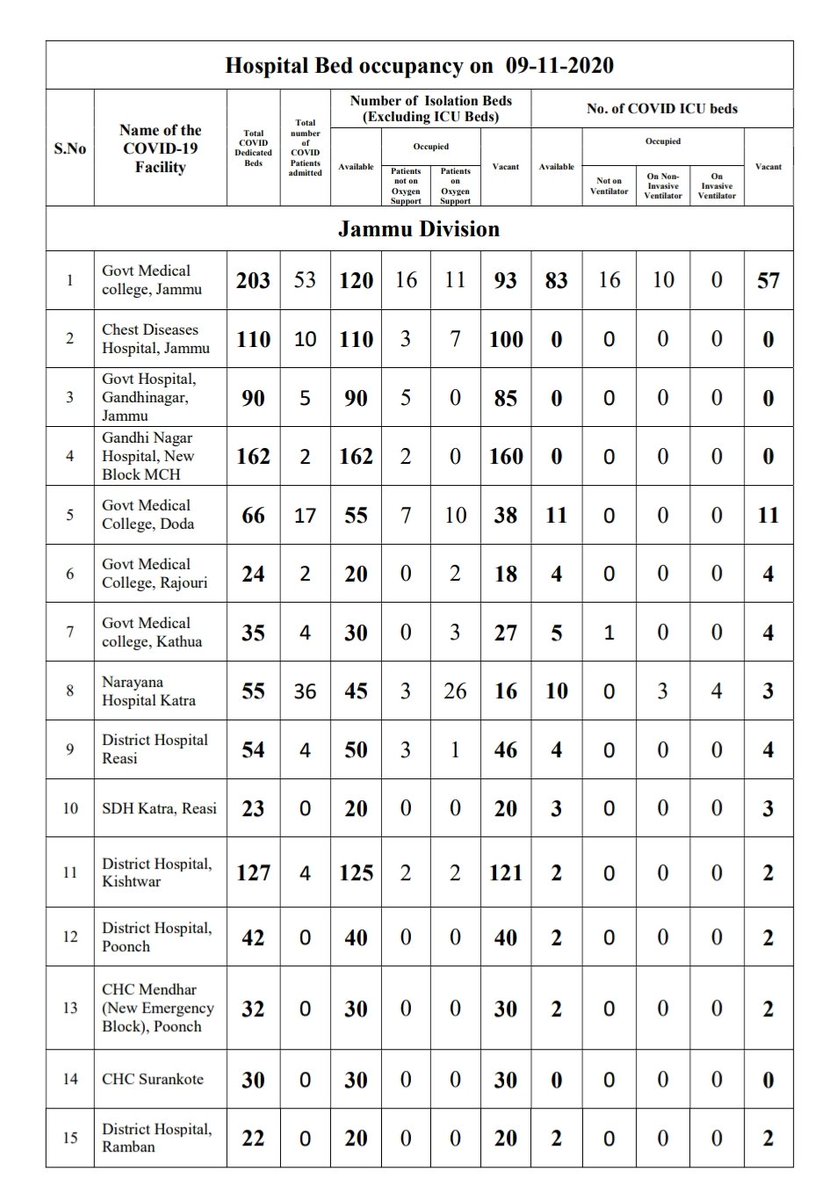 Hospital Bed occupancy on 09-11-2020
S.No
Name of the
COVID-19
Facility
Total
COVID
Dedicated
Beds
Total
number
of
COVID
Patients
admitted
Number of Isolation Beds
(Excluding ICU Beds)
No. of COVID ICU beds
Available
Occupied
Vacant
Available
Occupied
Vacant
Patients
not on
Oxygen
Support
Patients
on
Oxygen
Support
Not on
Ventilator
On Non-
Invasive
Ventilator
On
Invasive
Ventilator
Jammu Division
1 Govt Medical
college, Jammu 203 53 120 16 11 93 83 16 10 0 57
2 Chest Diseases
Hospital, Jammu 110 10 110 3 7 100 0 0 0 0 0
3 Govt Hospital,
Gandhinagar,
Jammu 90 5 90 5 0 85 0 0 0 0 0
4 Gandhi Nagar
Hospital, New
Block MCH 162 2 162 2 0 160 0 0 0 0 0
5 Govt Medical
College, Doda 66 17 55 7 10 38 11 0 0 0 11
6 Govt Medical
College, Rajouri 24 2 20 0 2 18 4 0 0 0 4
7 Govt Medical
college, Kathua 35 4 30 0 3 27 5 1 0 0 4
8 Narayana
Hospital Katra 55 36 45 3 26 16 10 0 3 4 3
9 District Hospital
Reasi 54 4 50 3 1 46 4 0 0 0 4
10 SDH Katra, Reasi 23 0 20 0 0 20 3 0 0 0 3
11 District Hospital,
Kishtwar 127 4 125 2 2 121 2 0 0 0 2
12 District Hospital,
Poonch 42 0 40 0 0 40 2 0 0 0 2
13 CHC Mendhar
(New Emergency
Block), Poonch 32 0 30 0 0 30 2 0 0 0 2
14 CHC Surankote 30 0 30 0 0 30 0 0 0 0 0
15 District Hospital,
Ramban 22 0 20 0 0 20 2 0 0 0 2